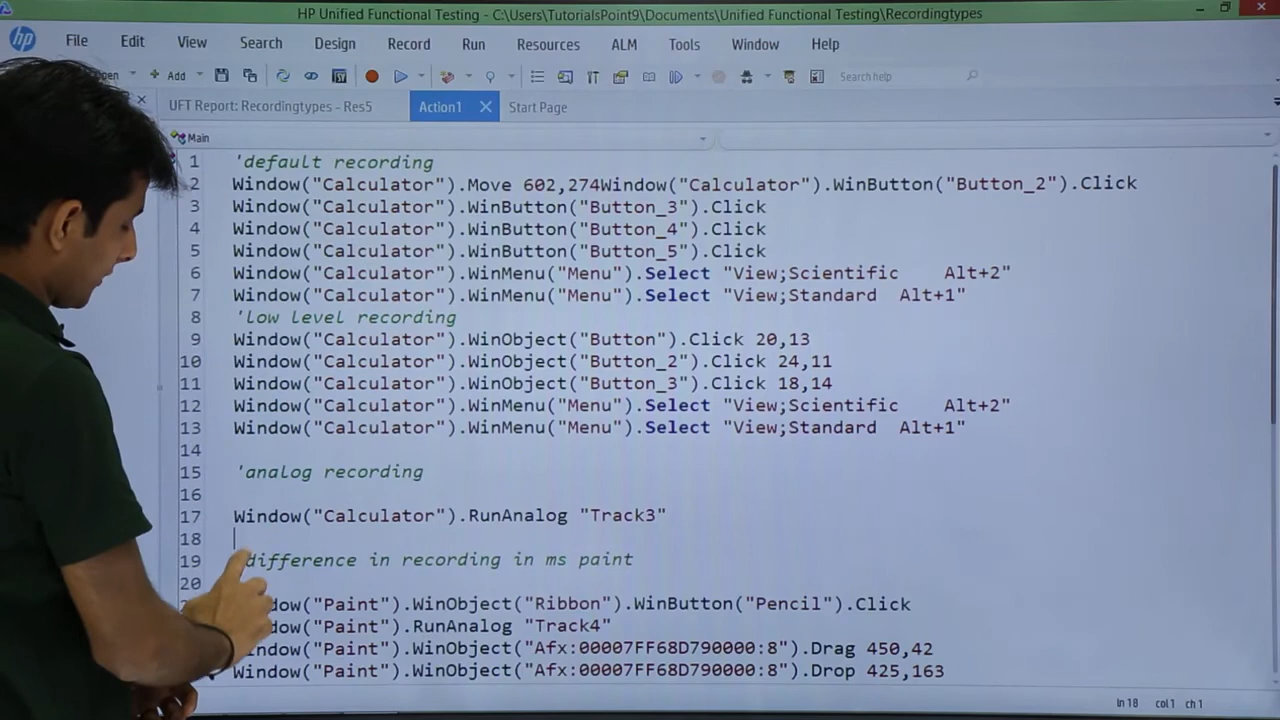 HP Unified Functional Testing - C:\Users\TutorialsPoint9\Documents\Unified Functional Testing\Recordingtypes
hp File Edit View Search Design Record Run Resources ALM Tools Window Help
Add Search help
UFT Report: Recordingtypes - Res5 Action1 Start Page
Main
1 'default recording
2 Window("Calculator").Move 602,274Window("Calculator").WinButton("Button_2").Click
3 Window("Calculator").WinButton("Button_3").Click
4 Window("Calculator").WinButton("Button_4").Click
5 Window("Calculator").WinButton("Button_5").Click
6 Window("Calculator").WinMenu("Menu").Select "View;Scientific    Alt+2"
7 Window("Calculator").WinMenu("Menu").Select "View;Standard  Alt+1"
8 'low level recording
9 Window("Calculator").WinObject("Button").Click 20,13
10 Window("Calculator").WinObject("Button_2").Click 24,11
11 Window("Calculator").WinObject("Button_3").Click 18,14
12 Window("Calculator").WinMenu("Menu").Select "View;Scientific    Alt+2"
13 Window("Calculator").WinMenu("Menu").Select "View;Standard  Alt+1"
14
15 'analog recording
16
17 Window("Calculator").RunAnalog "Track3"
18
19 difference in recording in ms paint
20
("Paint").WinObject("Ribbon").WinButton("Pencil").Click
("Paint").RunAnalog "Track4"
("Paint").WinObject("Afx:00007FF68D790000:8").Drag 450,42
Window("Paint").WinObject("Afx:00007FF68D790000:8").Drop 425,163
ln 18 col 1 ch 1